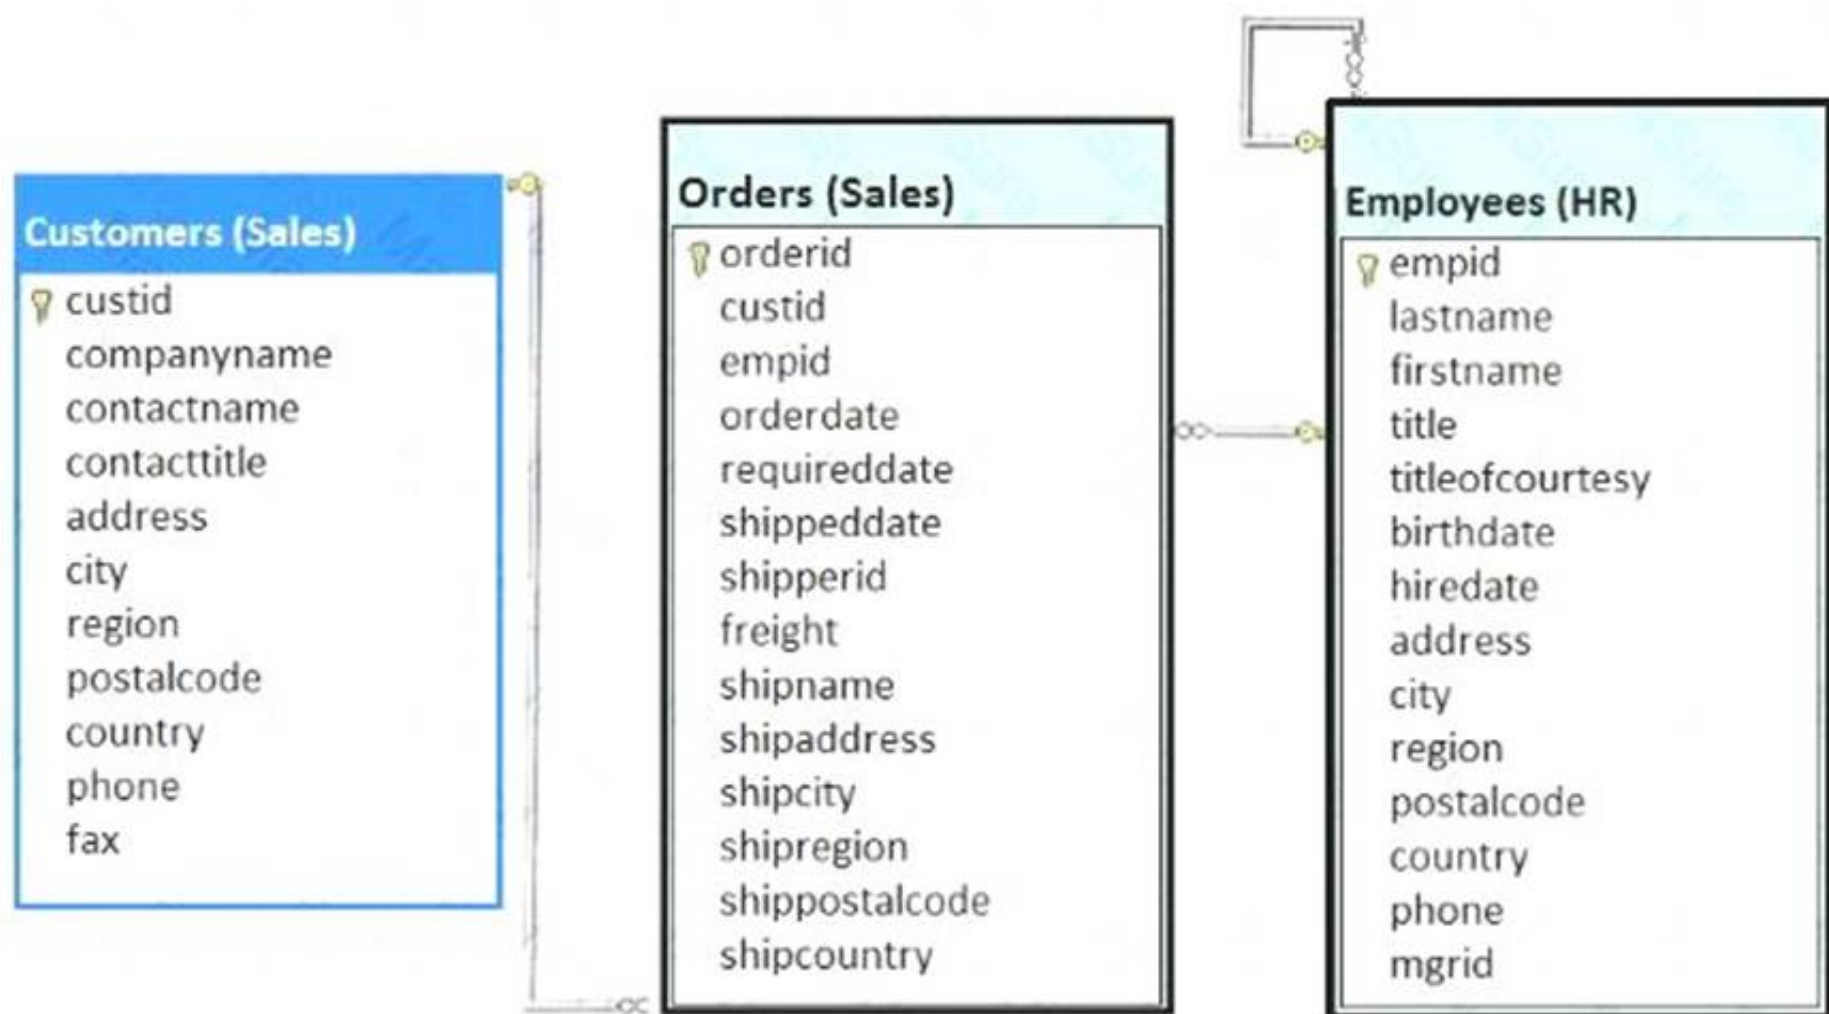 Customers (Sales)
custid
companyname
contactname
contacttitle
address
city
region
postalcode
country
phone
fax
Orders (Sales)
orderid
custid
empid
orderdate
requireddate
shippeddate
shipperid
freight
shipname
shipaddress
shipcity
shipregion
shippostalcode
shipcountry
Employees (HR)
empid
lastname
firstname
title
titleofcourtesy
birthdate
hiredate
address
city
region
postalcode
country
phone
mgrid